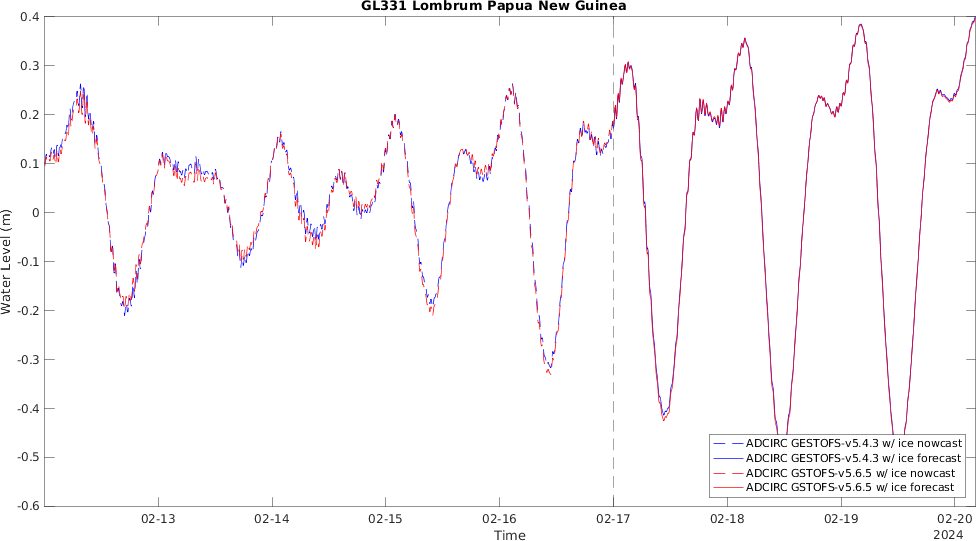 GL331 Lombrum Papua New Guinea
0.4
0.3
0.2
0.1
0
-0.1
-0.2
-0.3
-0.4
-0.5
-0.6
Water Level (m)
ADCIRC GESTOFS-v5.4.3 w/ ice nowcast
ADCIRC GESTOFS-v5.4.3 w/ ice forecast
ADCIRC GSTOFS-v5.6.5 w/ ice nowcast
ADCIRC GSTOFS-v5.6.5 w/ ice forecast
02-13 02-14 02-15 02-16 02-17 02-18 02-19 02-20
Time
2024